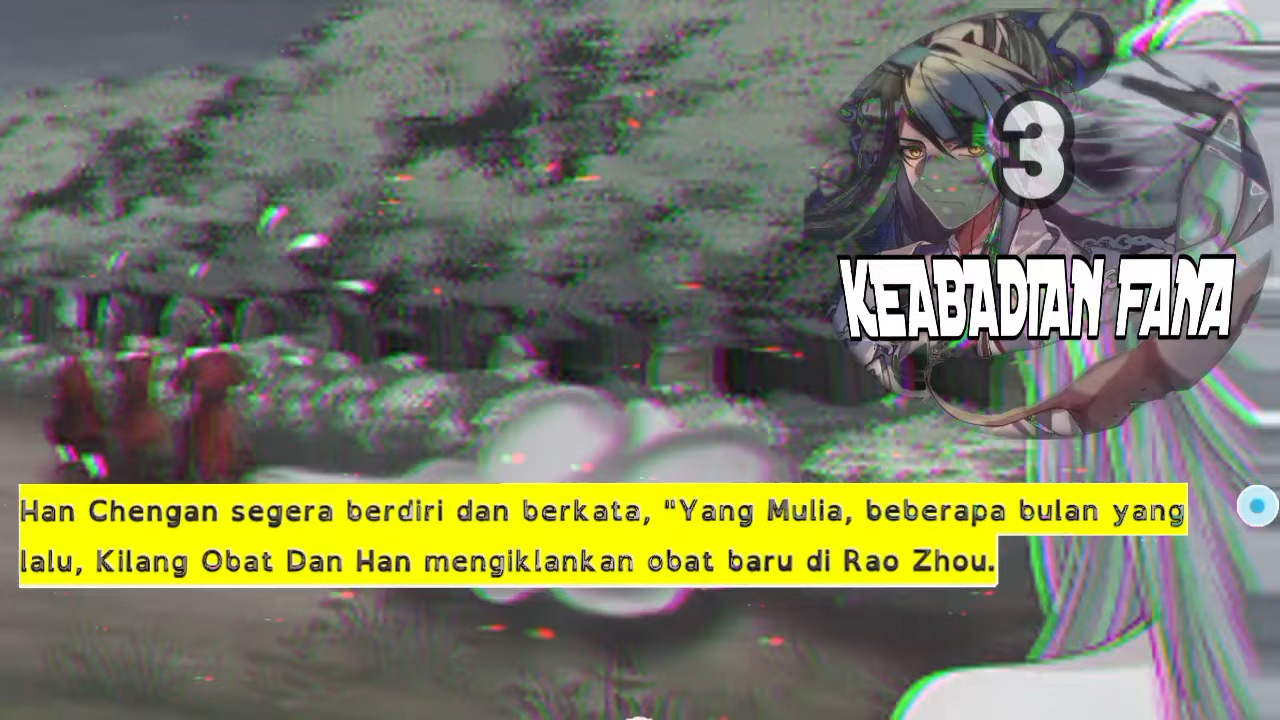 3
KEABADIAN FANA
Han Chengan segera berdiri dan berkata, "Yang Mulia, beberapa bulan yang
lalu, Kilang Obat Dan Han mengiklankan obat baru di Rao Zhou.